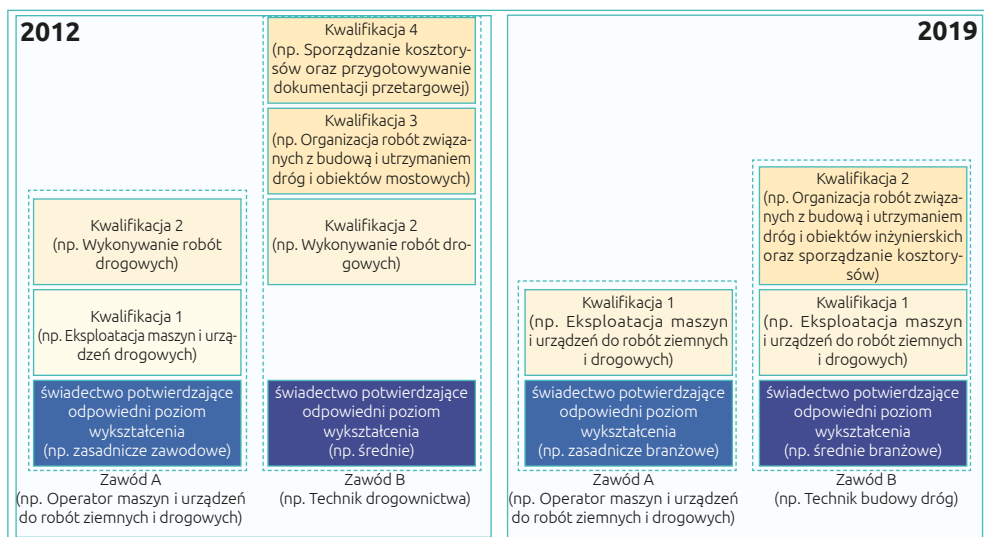 2012
Kwalifikacja 2
(np. Wykonywanie robót
drogowych)
Kwalifikacja 1
(np. Eksploatacja maszyn i urzą-
dzeń drogowych)
świadectwo potwierdzające
odpowiedni poziom
wykształcenia
(np. zasadnicze zawodowe)
Zawód A
(np. Operator maszyn i urządzeń
do robót ziemnych i drogowych)
Kwalifikacja 4
(np. Sporządzanie kosztory-
sów oraz przygotowywanie
dokumentacji przetargowej)
Kwalifikacja 3
(np. Organizacja robót związa-
nych z budową i utrzymaniem
dróg i obiektów mostowych)
Kwalifikacja 2
(np. Wykonywanie robót dro-
gowych)
świadectwo potwierdzające
odpowiedni poziom
wykształcenia
(np. średnie)
Zawód B
(np. Technik drogownictwa)
2019
Kwalifikacja 1
(np. Eksploatacja maszyn
i urządzeń do robót ziemnych
i drogowych)
świadectwo potwierdzające
odpowiedni poziom
wykształcenia
(np. zasadnicze branżowe)
Zawód A
(np. Operator maszyn i urządzeń
do robót ziemnych i drogowych)
Kwalifikacja 2
(np. Organizacja robót związa-
nych z budową i utrzymaniem
dróg i obiektów inżynierskich
oraz sporządzanie kosztory-
sów)
Kwalifikacja 1
(np. Eksploatacja maszyn
i urządzeń do robót ziemnych
i drogowych)
świadectwo potwierdzające
odpowiedni poziom
wykształcenia
(np. średnie branżowe)
Zawód B
(np. Technik budowy dróg)